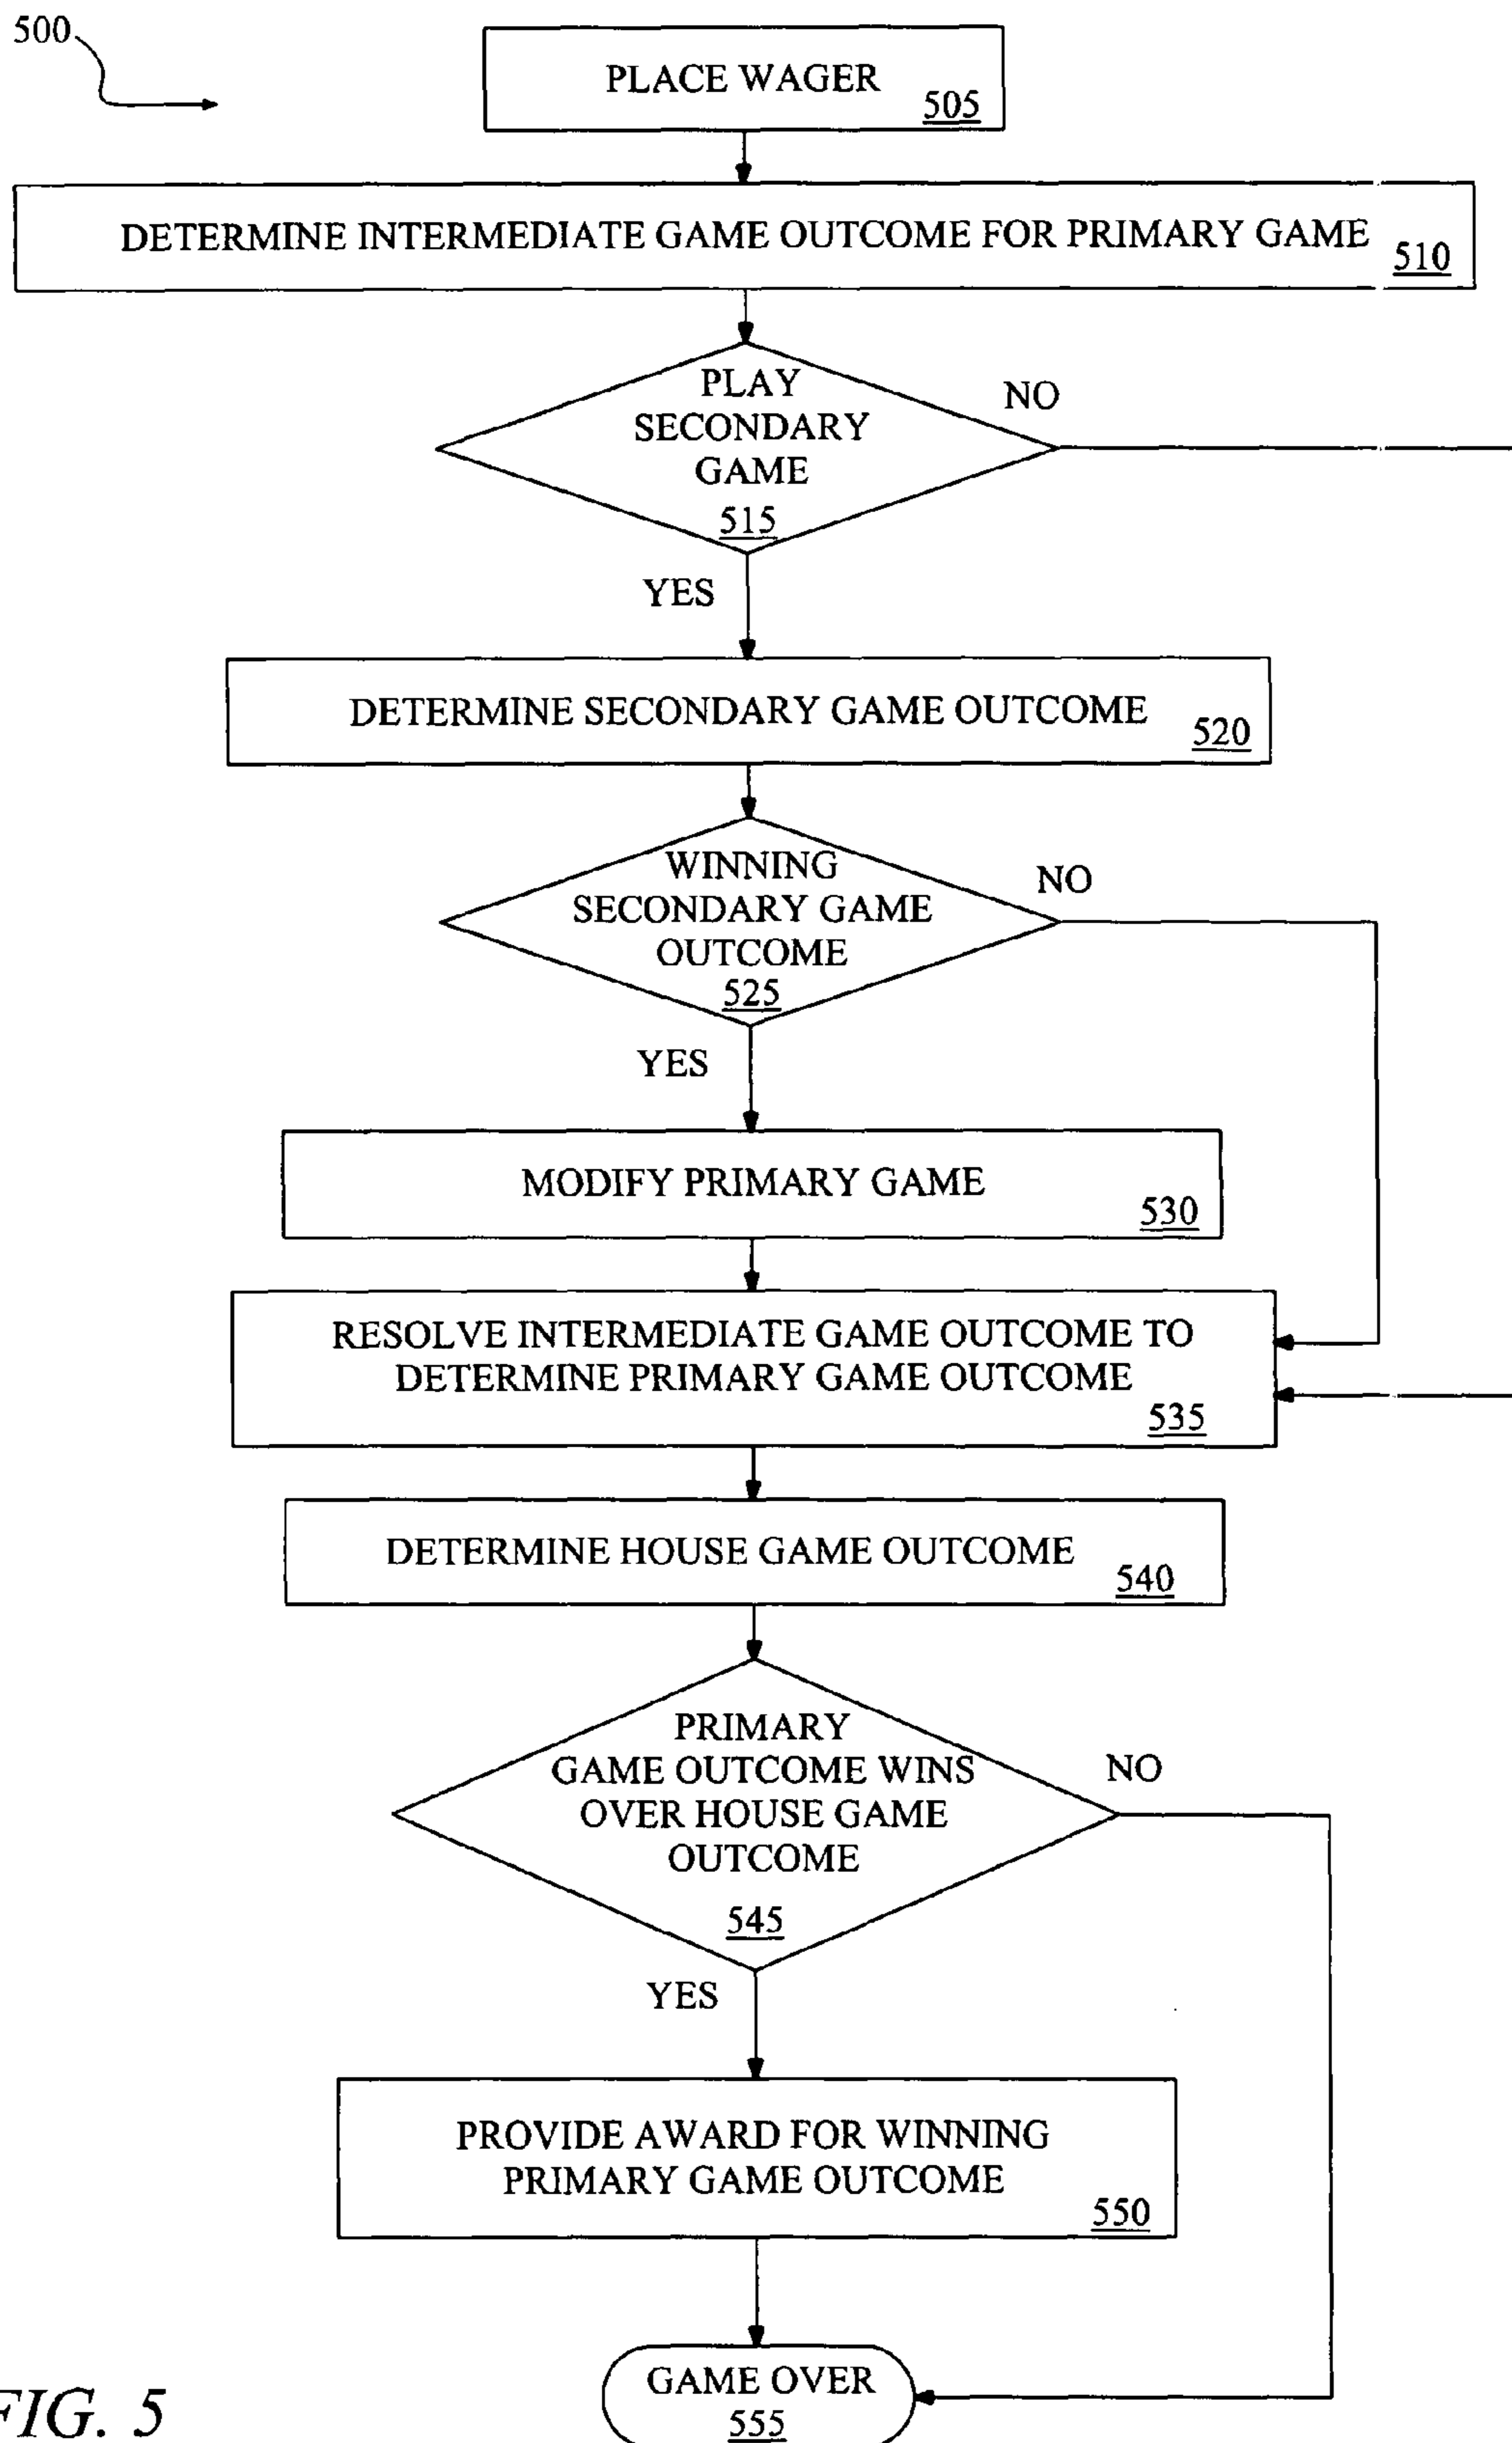 500
PLACE WAGER
505
DETERMINE INTERMEDIATE GAME OUTCOME FOR PRIMARY GAME
510
PLAY
SECONDARY
GAME
515
NO
YES
DETERMINE SECONDARY GAME OUTCOME
520
WINNING
SECONDARY GAME
OUTCOME
525
NO
YES
MODIFY PRIMARY GAME
530
RESOLVE INTERMEDIATE GAME OUTCOME TO
DETERMINE PRIMARY GAME OUTCOME
535
DETERMINE HOUSE GAME OUTCOME
540
PRIMARY
GAME OUTCOME WINS
OVER HOUSE GAME
OUTCOME
545
NO
YES
PROVIDE AWARD FOR WINNING
PRIMARY GAME OUTCOME
550
GAME OVER
555
FIG. 5